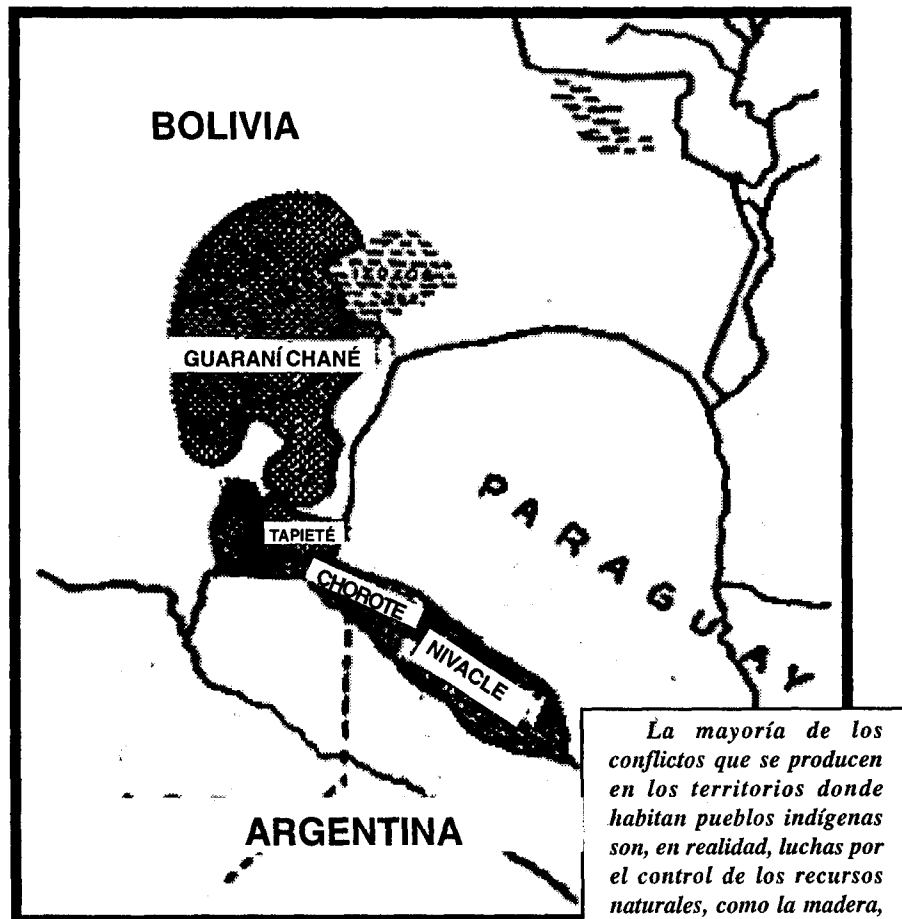 BOLIVIA
IZOZOG
GUARANÍ CHANÉ
TAPIETÉ
CHOROTE
NIVACLE
PARAGUAY
ARGENTINA
La mayoría de los
conflictos que se producen
en los territorios donde
habitan pueblos indígenas
son, en realidad, luchas por
el control de los recursos
naturales, como la madera,